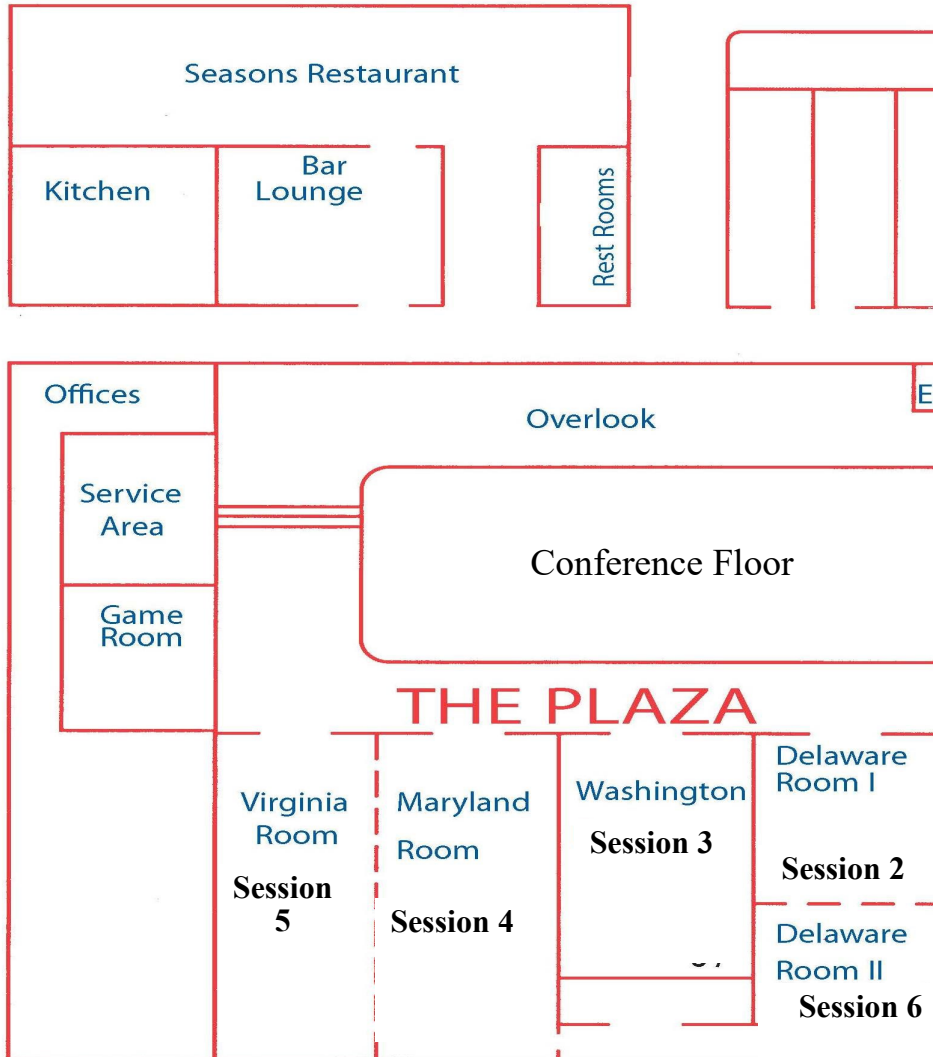 Seasons Restaurant
Kitchen
Bar
Lounge
Rest Rooms
Offices
Overlook
E
Service
Area
Conference Floor
Game
Room
THE PLAZA
Virginia
Room
Session
5
Maryland
Room
Session 4
Washington
Session 3
Delaware
Room I
Session 2
Delaware
Room II
Session 6